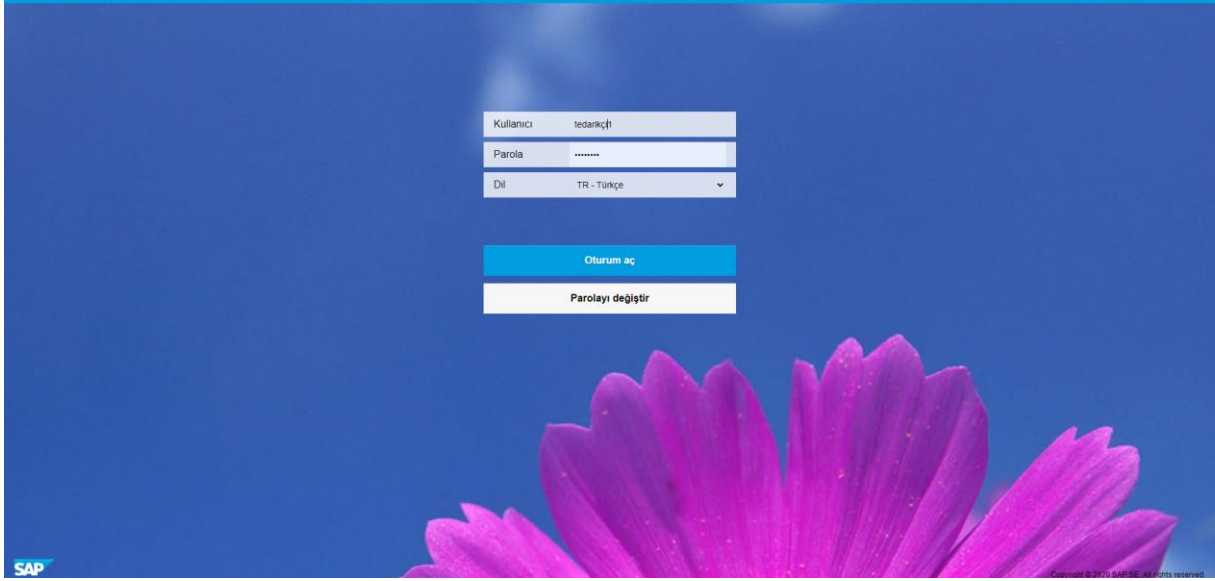 Kullanıcı tedarikçi1
Parola ········
Dil TR - Türkçe
Oturum aç
Parolayı değiştir
SAP
Copyright © 2020 SAP SE. All rights reserved.